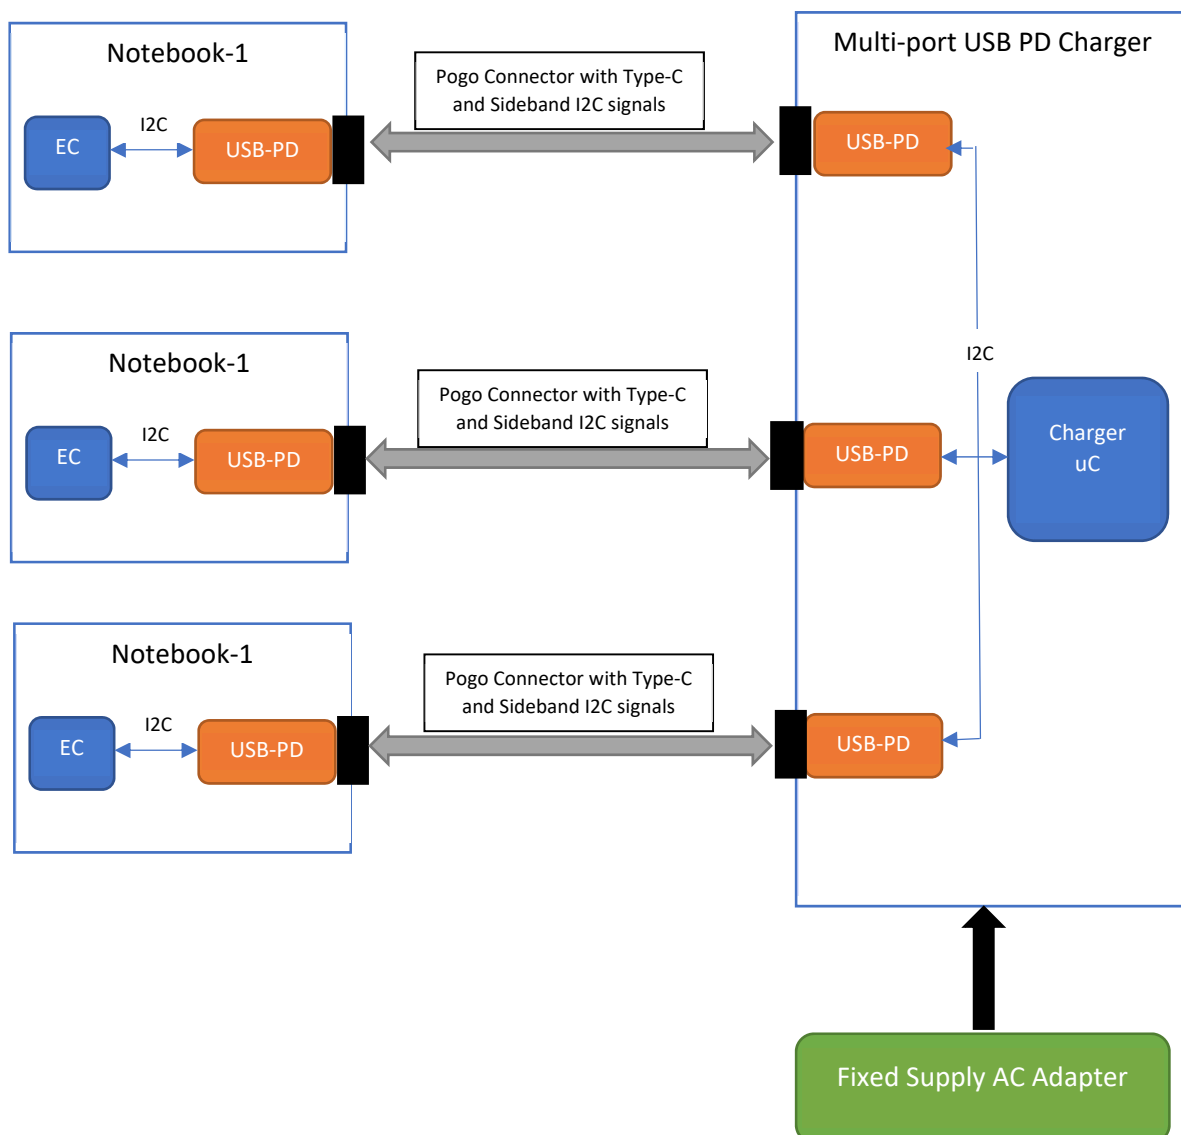 Notebook-1
EC
I2C
USB-PD
Pogo Connector with Type-C
and Sideband I2C signals
Multi-port USB PD Charger
USB-PD
Notebook-1
EC
I2C
USB-PD
Pogo Connector with Type-C
and Sideband I2C signals
USB-PD
I2C
Charger
uC
Notebook-1
EC
I2C
USB-PD
Pogo Connector with Type-C
and Sideband I2C signals
USB-PD
Fixed Supply AC Adapter